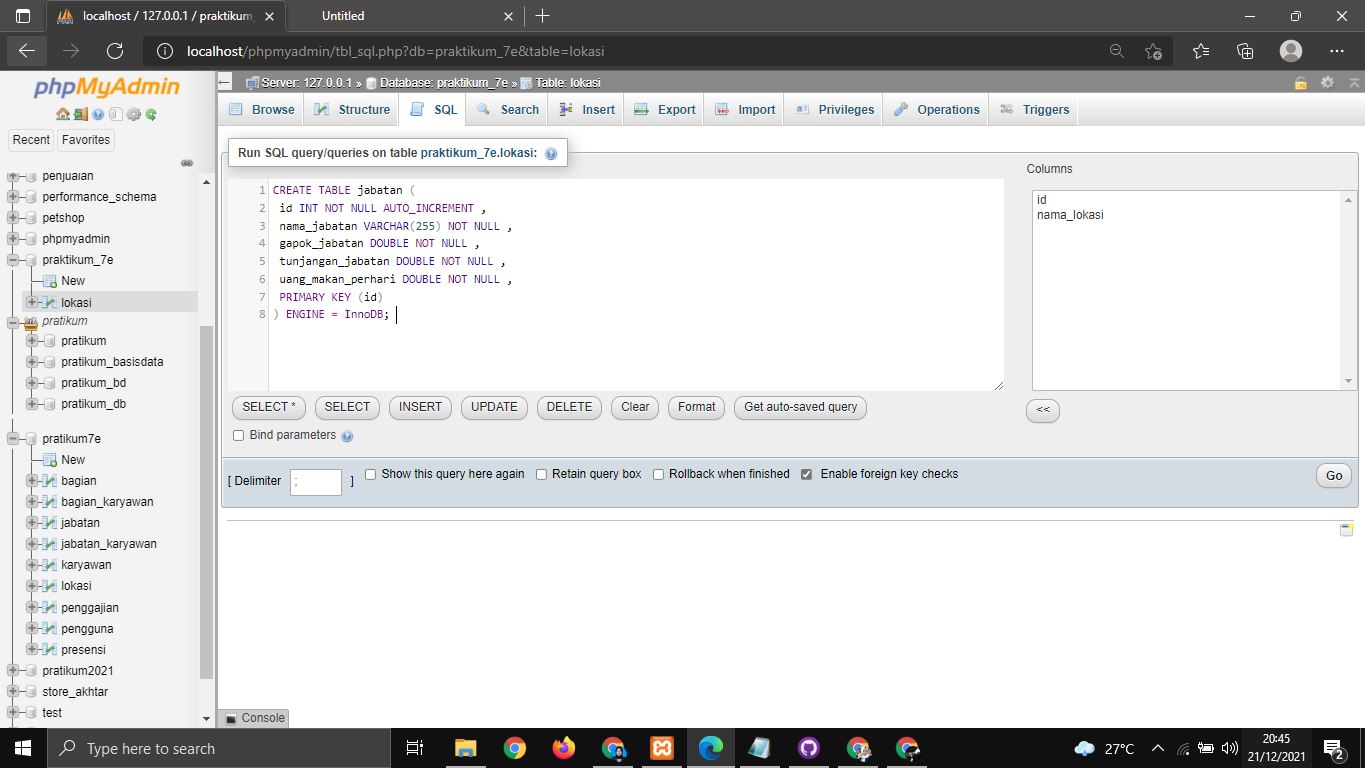 localhost / 127.0.0.1 / praktikum_
Untitled
localhost/phpmyadmin/tbl_sql.php?db=praktikum_7e&table=lokasi
phpMyAdmin
Recent
Favorites
penjualan
performance_schema
petshop
phpmyadmin
praktikum_7e
New
lokasi
pratikum
pratikum
pratikum_basisdata
pratikum_bd
pratikum_db
pratikum7e
New
bagian
bagian_karyawan
jabatan
jabatan_karyawan
karyawan
lokasi
penggajian
pengguna
presensi
pratikum2021
store_akhtar
test
Server: 127.0.0.1 » Database: praktikum_7e » Table: lokasi
Browse Structure SQL Search Insert Export Import Privileges Operations Triggers
Run SQL query/queries on table praktikum_7e.lokasi:
1 CREATE TABLE jabatan (
2 id INT NOT NULL AUTO_INCREMENT ,
3 nama_jabatan VARCHAR(255) NOT NULL ,
4 gapok_jabatan DOUBLE NOT NULL ,
5 tunjangan_jabatan DOUBLE NOT NULL ,
6 uang_makan_perhari DOUBLE NOT NULL ,
7 PRIMARY KEY (id)
8 ) ENGINE = InnoDB;
Columns
id
nama_lokasi
SELECT * SELECT INSERT UPDATE DELETE Clear Format Get auto-saved query
<<
Bind parameters
[ Delimiter ; ] Show this query here again Retain query box Rollback when finished Enable foreign key checks
Go
Console
Type here to search
27°C
20:45
21/12/2021
2